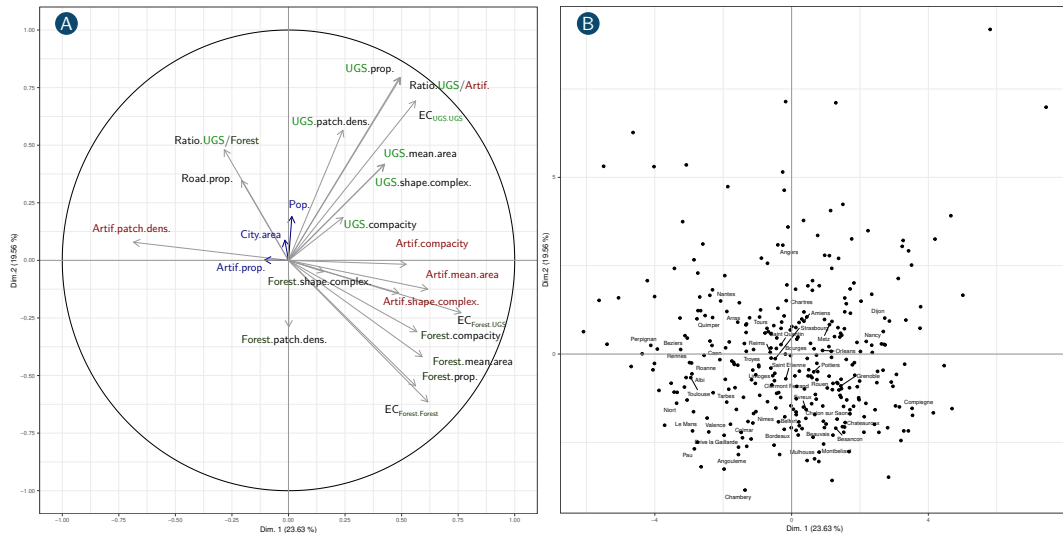 A
1.00
0.50
0.00
−0.50
−1.00
Dim.2 (19.56 %)
UGS.prop.
Ratio.UGS/Artif.
EC UGS.UGS
UGS.patch.dens.
Ratio.UGS/Forest
UGS.mean.area
Road.prop.
UGS.shape.complex.
Pop.
UGS.compacity
Artif.patch.dens.
City.area
Artif.compacity
Artif.prop.
Artif.mean.area
Forest.shape.complex.
Artif.shape.complex.
EC Forest.UGS
Forest.compacity
Forest.patch.dens.
Forest.mean.area
Forest.prop.
EC Forest.Forest
−1.00 −0.75 −0.50 −0.25 0.00 0.25 0.50 0.75 1.00
Dim. 1 (23.63 %)
B
5
0
Dim.2 (19.56 %)
Angers
Nantes
Chartres
Quimper
Arras
Tours
Amiens
Strasbourg
Dijon
Perpignan
Beziers
Reims
Saint Quentin
Metz
Nancy
Rennes
Caen
Bourges
Orleans
Troyes
Roanne
Saint Etienne
Poitiers
Albi
Limoges
Grenoble
Toulouse
Clermont Ferrand
Rouen
Tarbes
Evreux
Compiegne
Niort
Chalon sur Saone
Le Mans
Valence
Nimes
Belfort
Chateauroux
Colmar
Bordeaux
Beauvais
Brive la Gaillarde
Besancon
Pau
Mulhouse
Montbeliard
Angouleme
Chambery
−4 0 4
Dim. 1 (23.63 %)